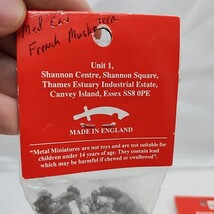 Med Cav
French Musketeer
Unit 1,
Shannon Centre, Shannon Square,
Thames Estuary Industrial Estate,
Canvey Island, Essex SS8 0PE
MADE IN ENGLAND
"Metal Miniatures are not toys and are not suitable for
children under 14 years of age. They contain lead
which may be harmful if chewed or swallowed".